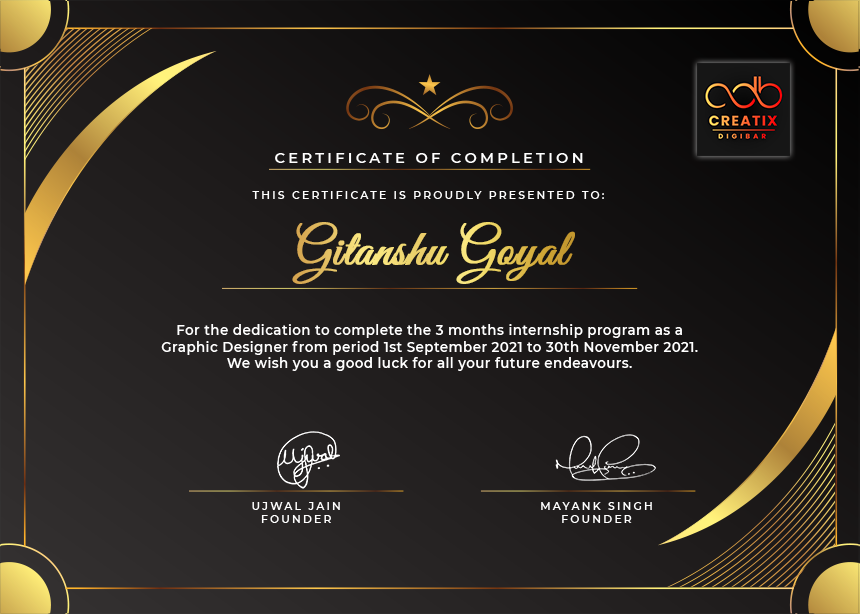 CREATIX
DIGIBAR
CERTIFICATE OF COMPLETION
THIS CERTIFICATE IS PROUDLY PRESENTED TO:
Gitanshu Goyal
For the dedication to complete the 3 months internship program as a
Graphic Designer from period 1st September 2021 to 30th November 2021.
We wish you a good luck for all your future endeavours.
Ujwal
UJWAL JAIN
FOUNDER
MAYANK SINGH
FOUNDER